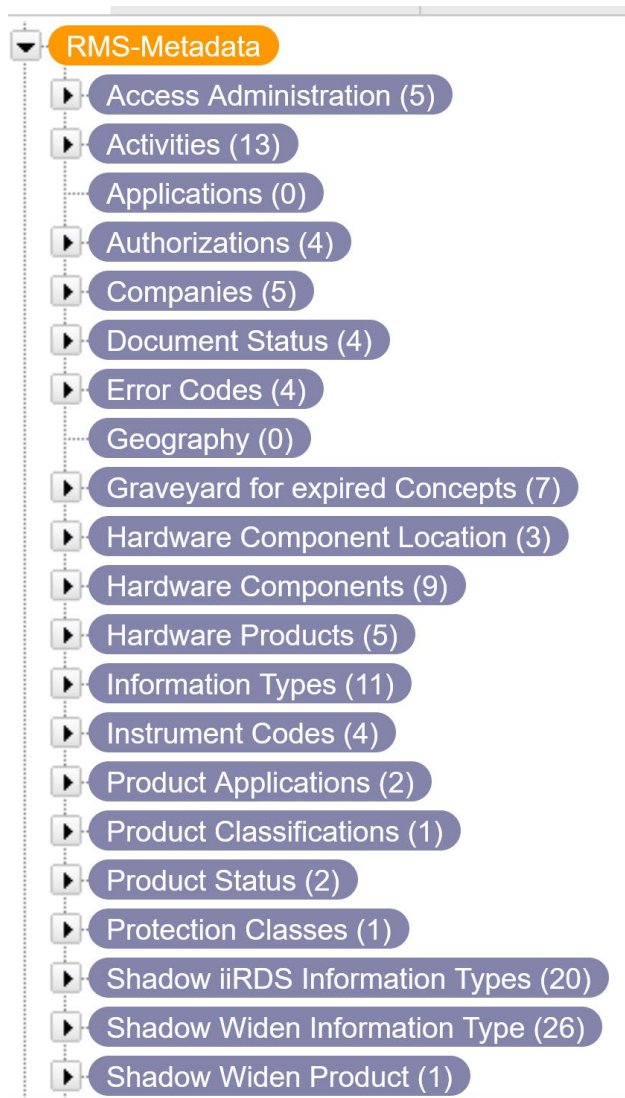 RMS-Metadata
Access Administration (5)
Activities (13)
Applications (0)
Authorizations (4)
Companies (5)
Document Status (4)
Error Codes (4)
Geography (0)
Graveyard for expired Concepts (7)
Hardware Component Location (3)
Hardware Components (9)
Hardware Products (5)
Information Types (11)
Instrument Codes (4)
Product Applications (2)
Product Classifications (1)
Product Status (2)
Protection Classes (1)
Shadow iiRDS Information Types (20)
Shadow Widen Information Type (26)
Shadow Widen Product (1)